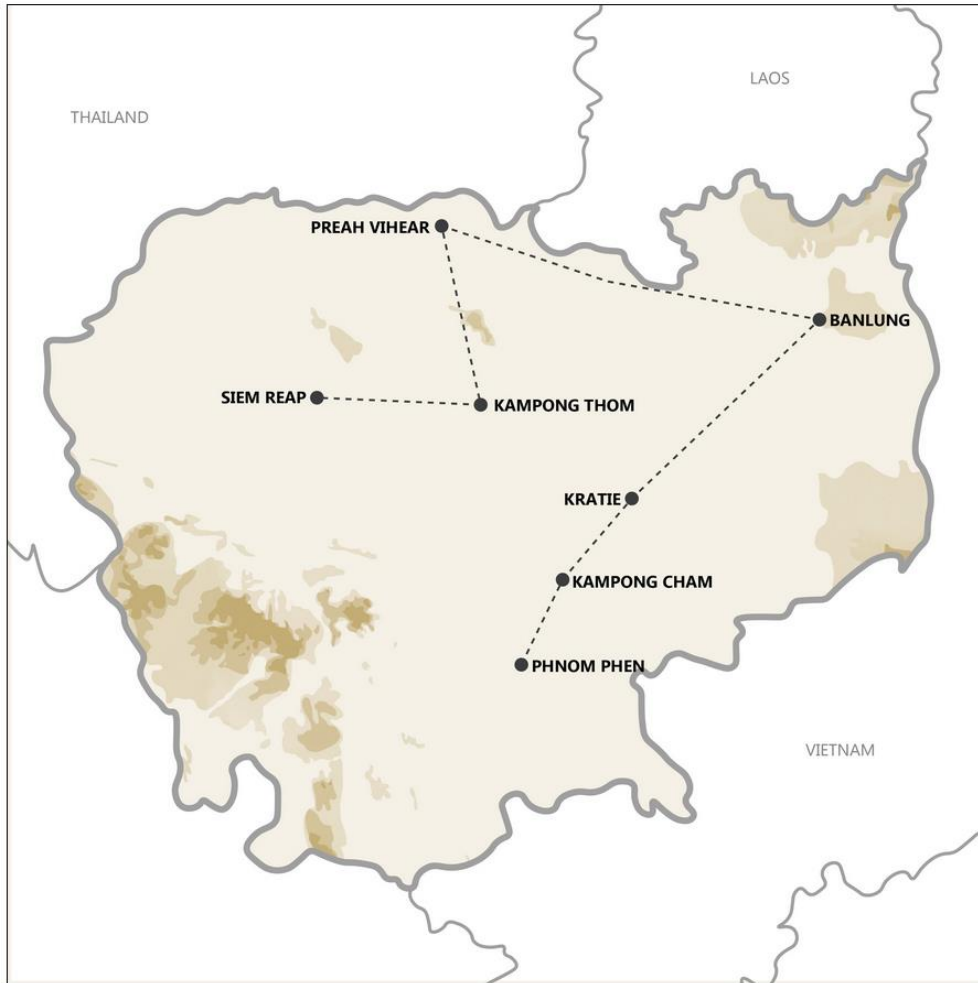 LAOS
THAILAND
PREAH VIHEAR
BANLUNG
SIEM REAP
KAMPONG THOM
KRATIE
KAMPONG CHAM
PHNOM PHEN
VIETNAM